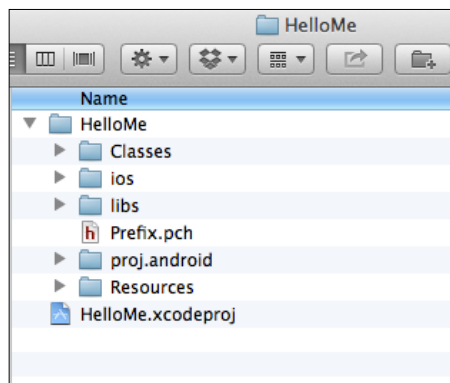 HelloMe
Name
HelloMe
Classes
ios
libs
h Prefix.pch
proj.android
Resources
HelloMe.xcodeproj